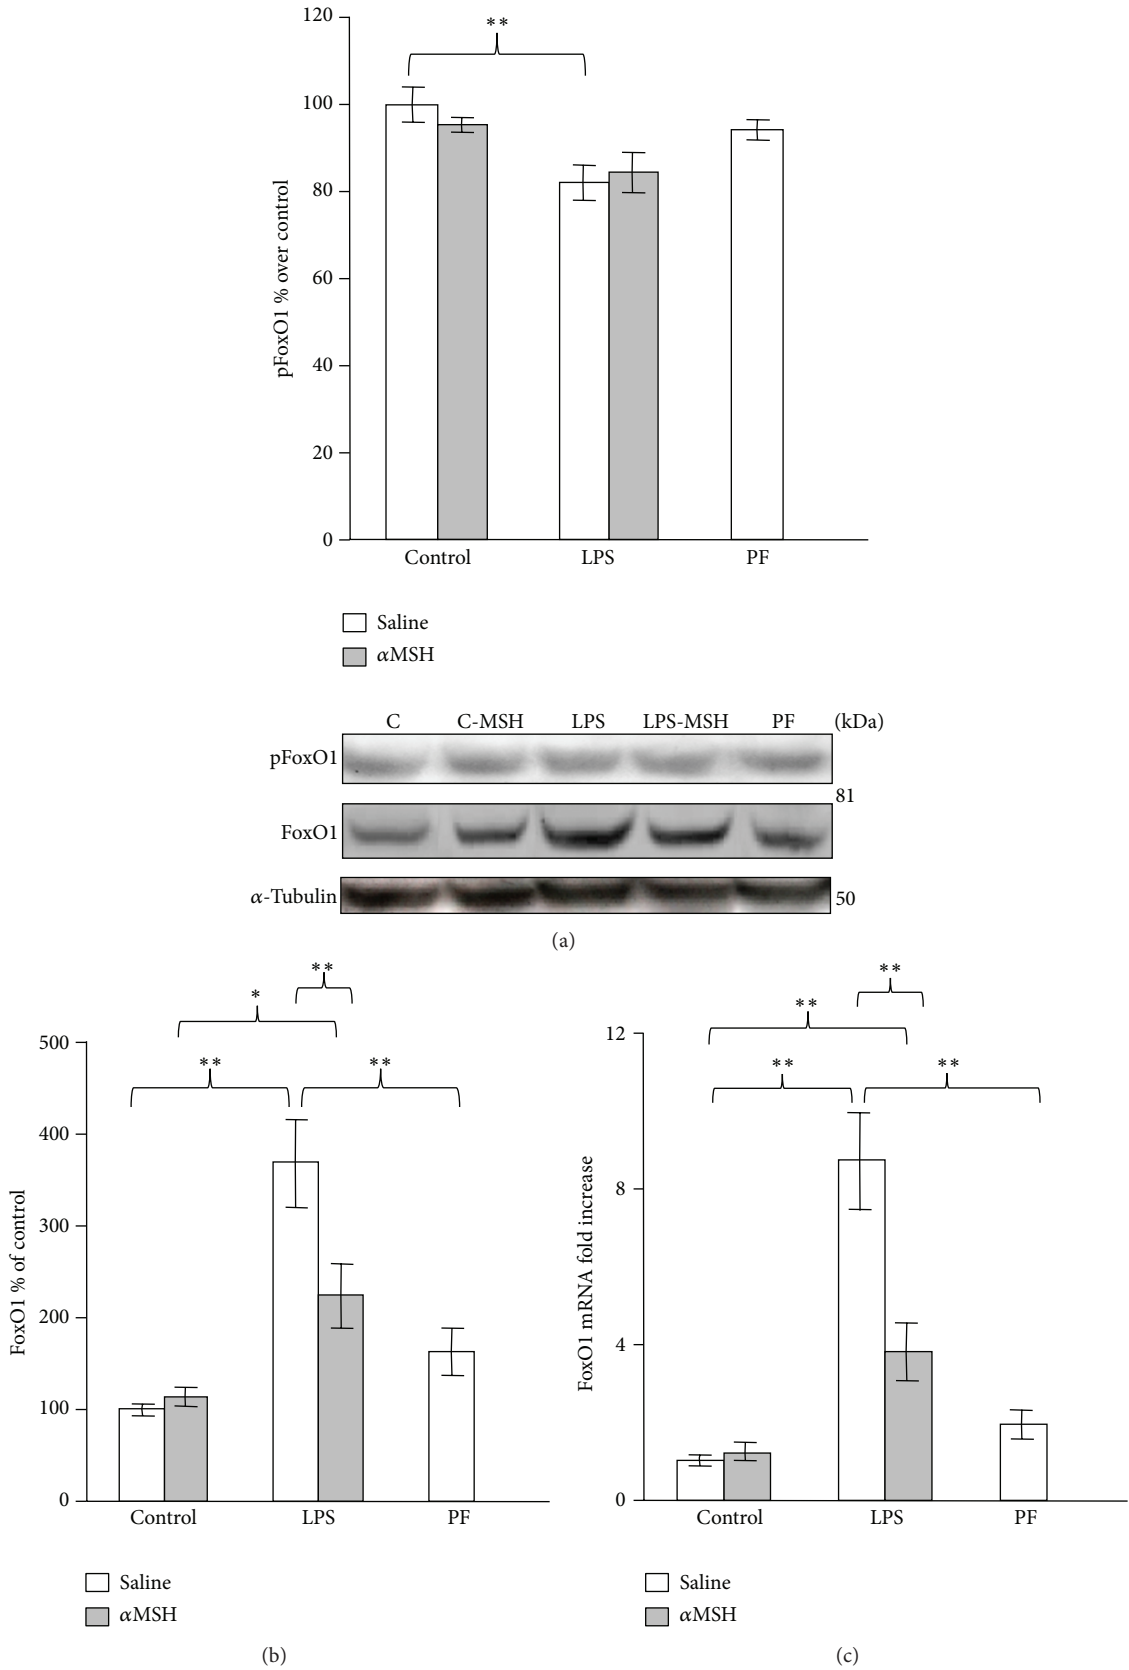 120
100
80
60
40
20
0
pFoxO1 % over control
**
Control LPS PF
Saline
αMSH
C C-MSH LPS LPS-MSH PF (kDa)
pFoxO1
81
FoxO1
α-Tubulin 50
(a)
500
400
300
200
100
0
FoxO1 % of control
**
*
** **
Control LPS PF
Saline
αMSH
(b)
12
8
4
0
FoxO1 mRNA fold increase
**
**
** **
Control LPS PF
Saline
αMSH
(c)